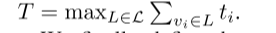 T = max_{L∈ℒ} ∑_{v_i∈L} t_i.